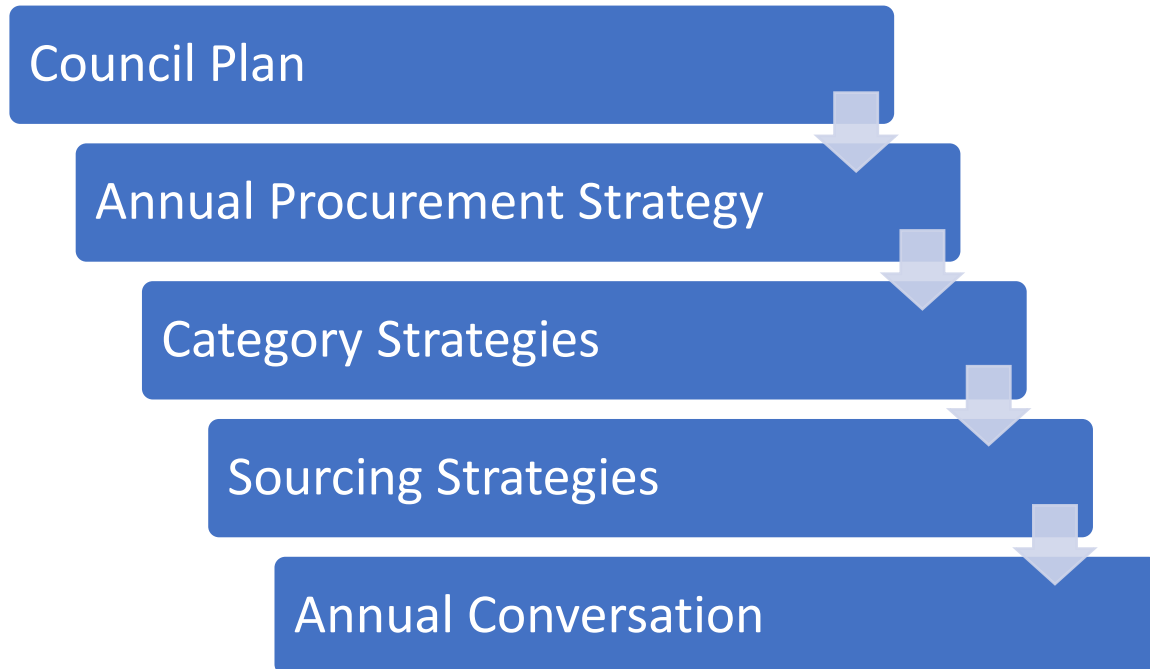 Council Plan
Annual Procurement Strategy
Category Strategies
Sourcing Strategies
Annual Conversation